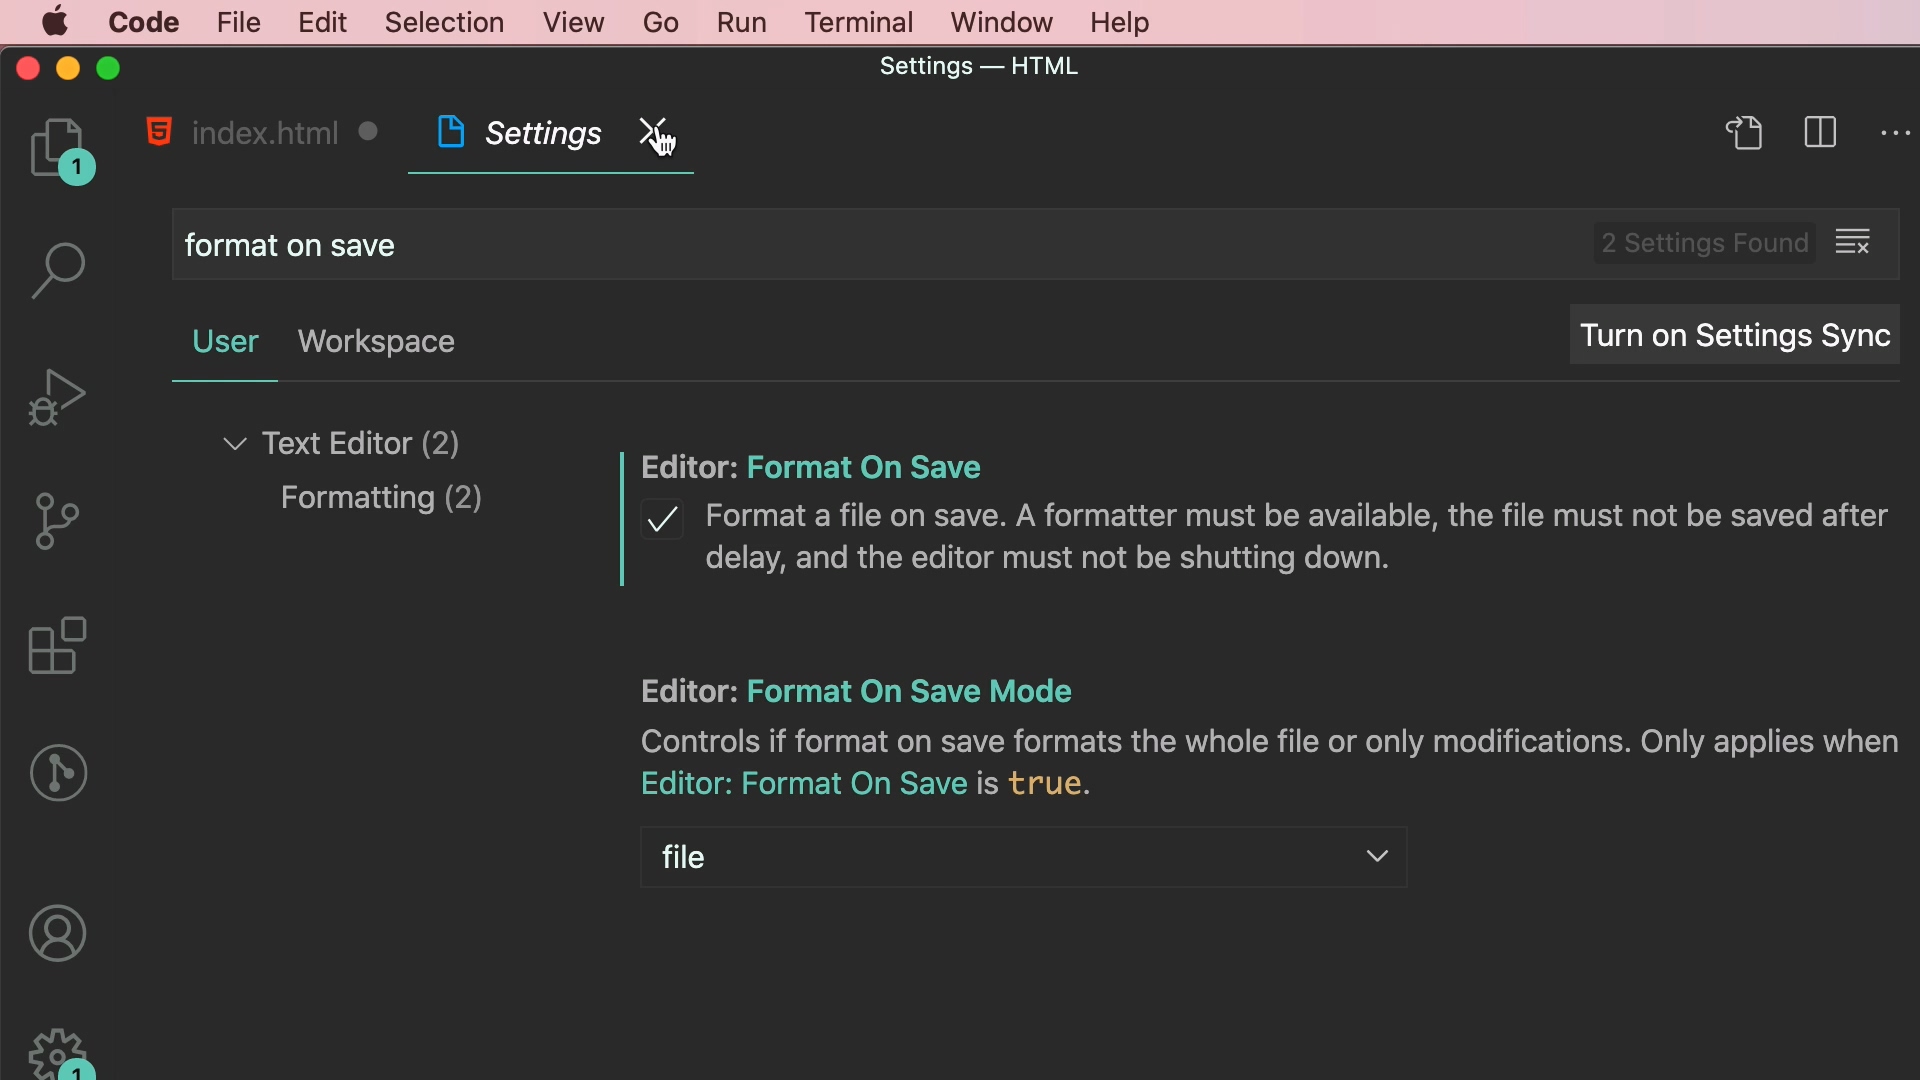 Code File Edit Selection View Go Run Terminal Window Help
Settings — HTML
index.html Settings
1
format on save 2 Settings Found
User Workspace Turn on Settings Sync
Text Editor (2)
Formatting (2)
Editor: Format On Save
Format a file on save. A formatter must be available, the file must not be saved after
delay, and the editor must not be shutting down.
Editor: Format On Save Mode
Controls if format on save formats the whole file or only modifications. Only applies when
Editor: Format On Save is true.
file
1